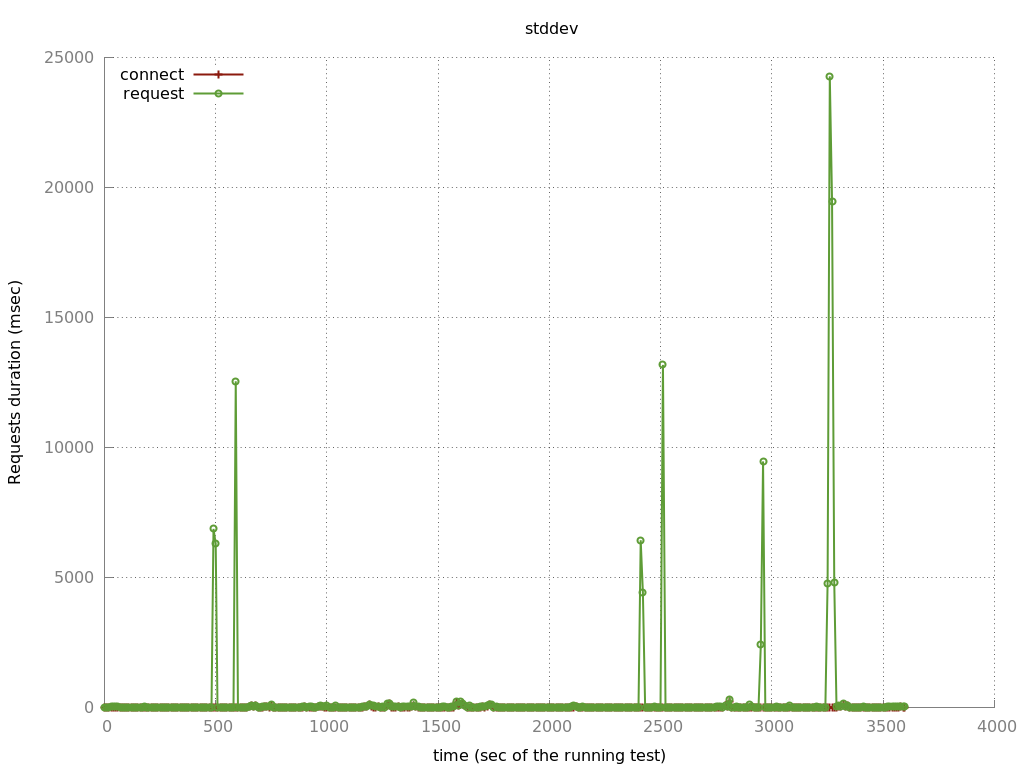 stddev
25000
20000
15000
10000
5000
0
connect
request
Requests duration (msec)
0 500 1000 1500 2000 2500 3000 3500 4000
time (sec of the running test)